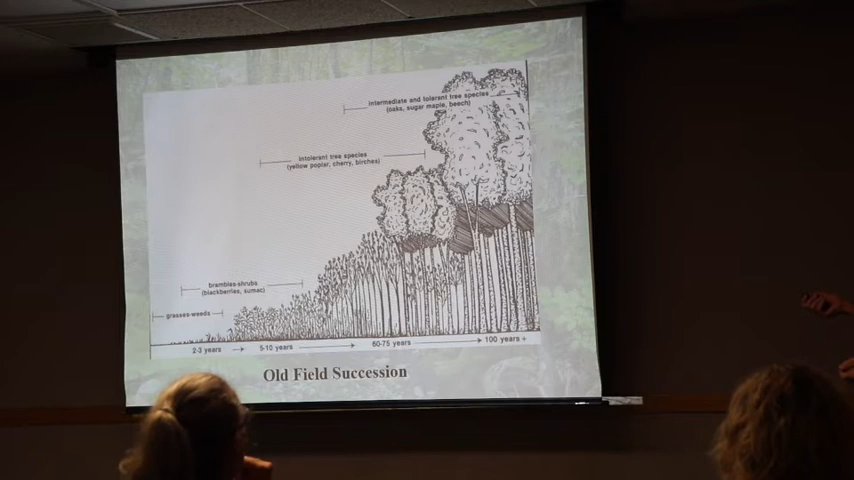 intermediate and tolerant tree species
(oaks, sugar maple, beech)
intolerant tree species
(yellow poplar, cherry, birches)
brambles-shrubs
(blackberries, sumac)
grasses-weeds
2-3 years
5-10 years
60-75 years
100 years +
Old Field Succession